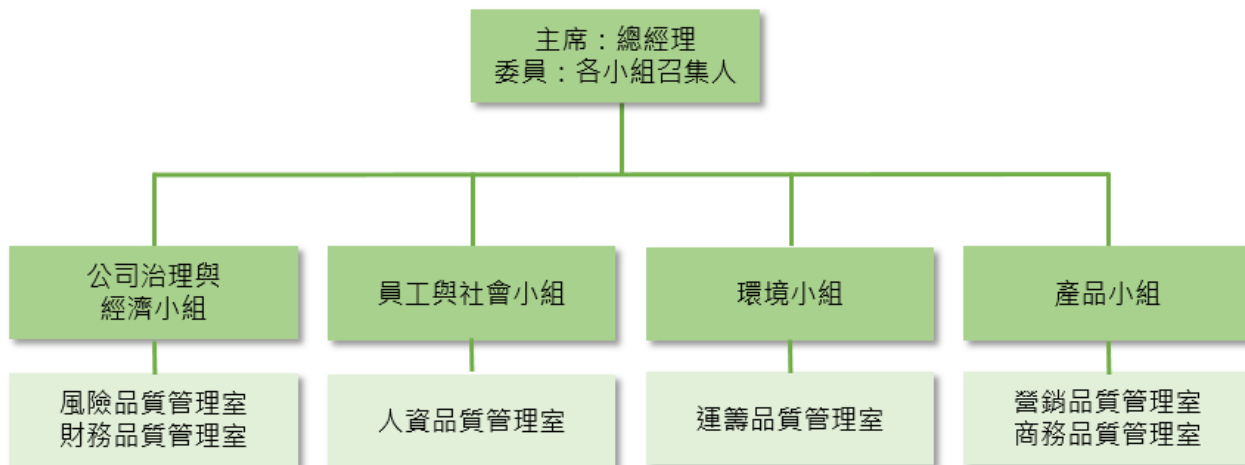 主席：總經理
委員：各小組召集人
公司治理與
經濟小組
員工與社會小組
環境小組
產品小組
風險品質管理室
財務品質管理室
人資品質管理室
運籌品質管理室
營銷品質管理室
商務品質管理室